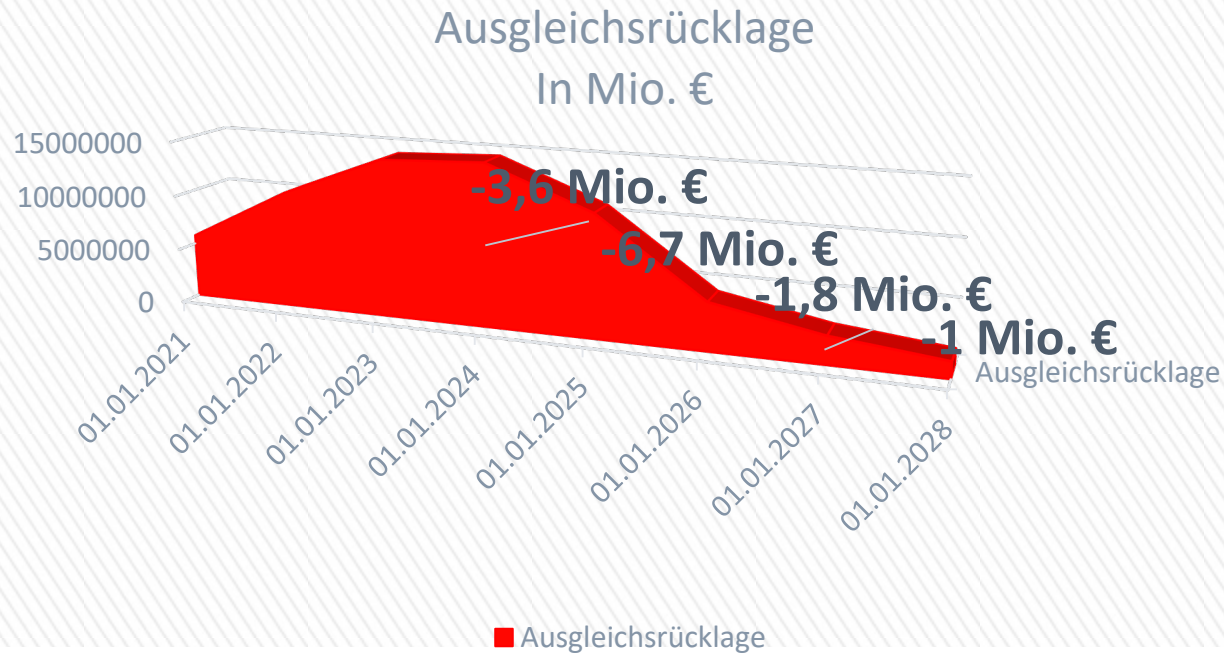 Ausgleichsrücklage
In Mio. €
15000000
10000000
5000000
0
-3,6 Mio. €
-6,7 Mio. €
-1,8 Mio. €
-1 Mio. €
Ausgleichsrücklage
01.01.2021
01.01.2022
01.01.2023
01.01.2024
01.01.2025
01.01.2026
01.01.2027
01.01.2028
Ausgleichsrücklage